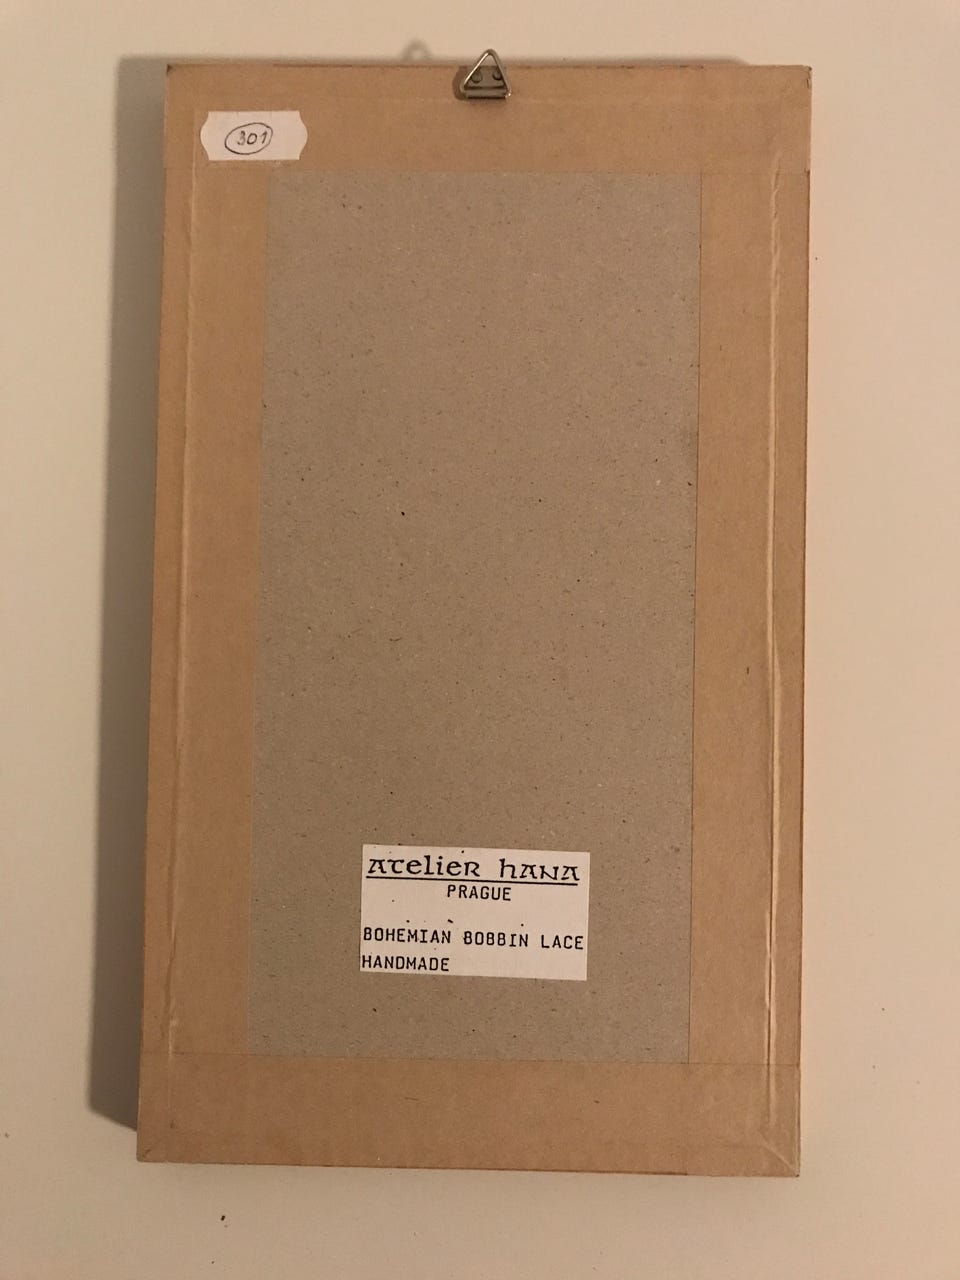 301
atelier hana
PRAGUE
BOHEMIAN BOBBIN LACE
HANDMADE